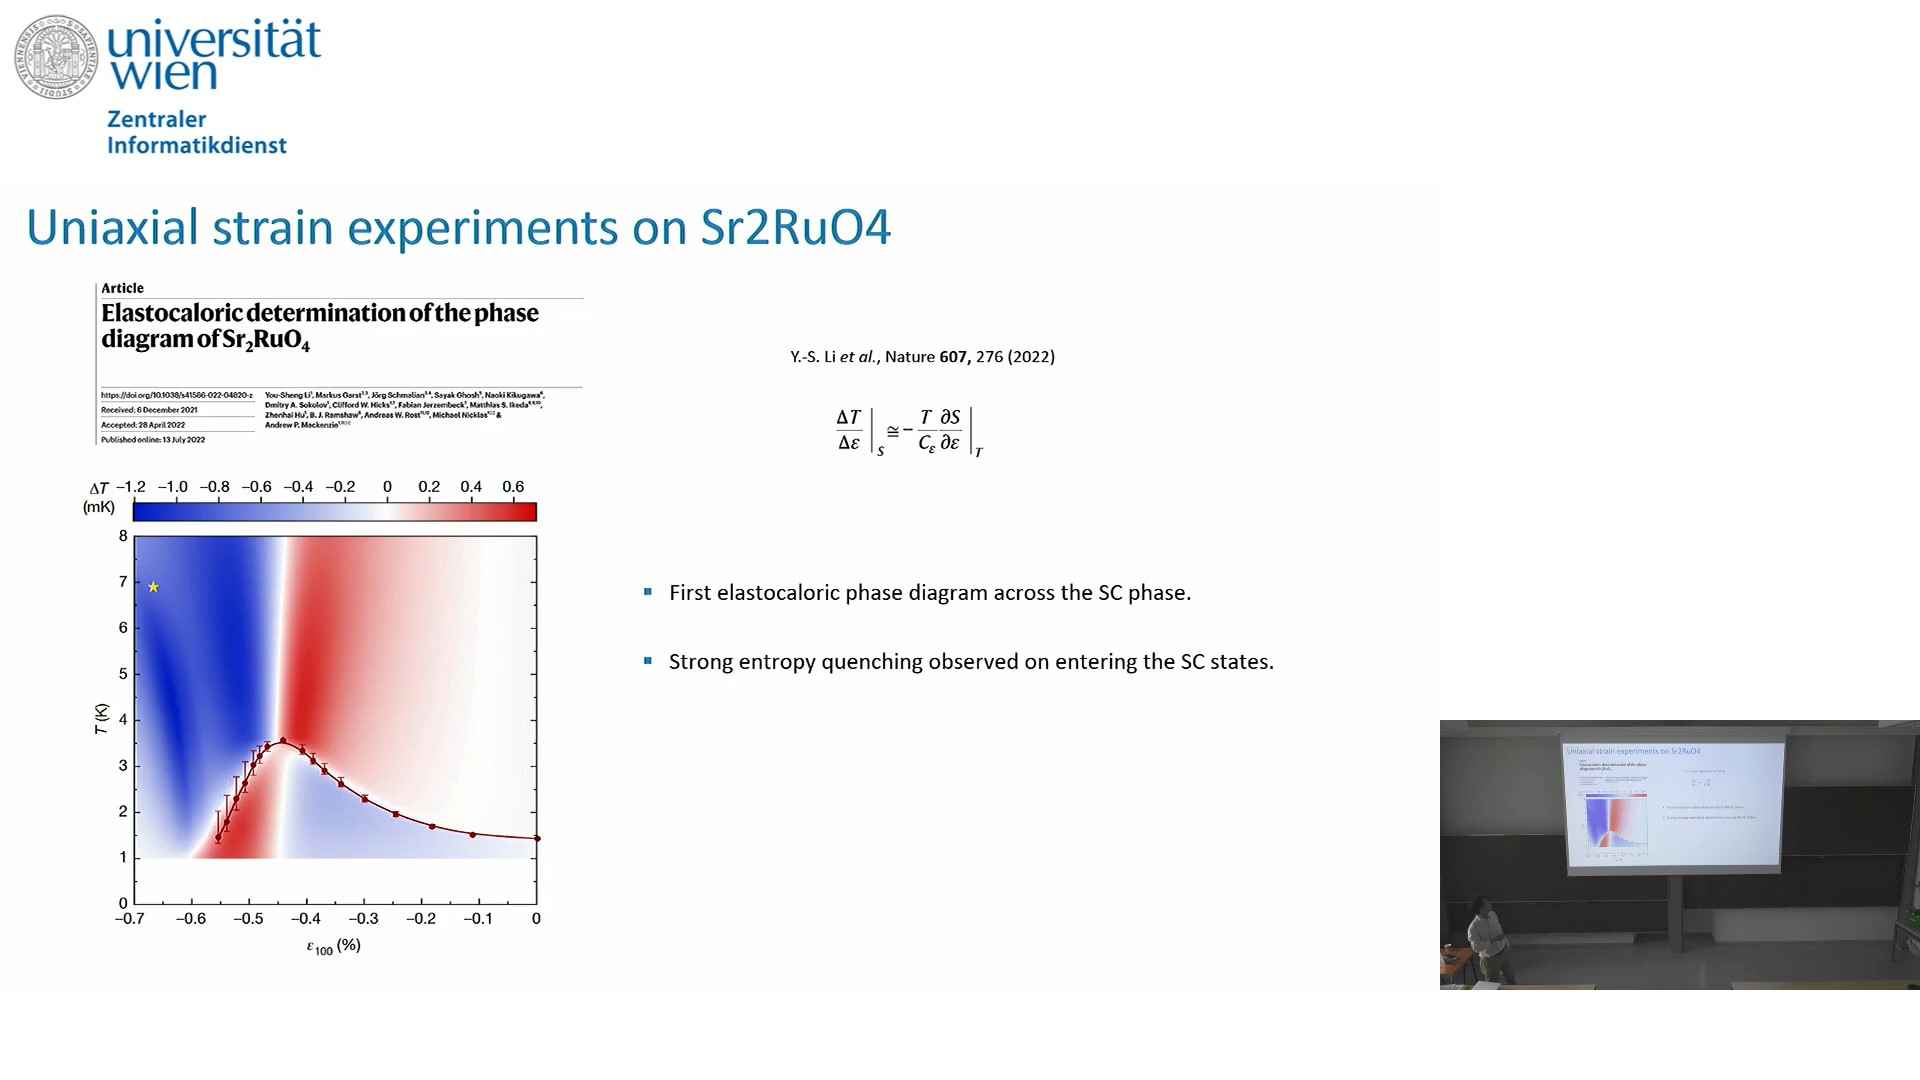 universität
wien
Zentraler
Informatikdienst
Uniaxial strain experiments on Sr2RuO4
Article
Elastocaloric determination of the phase
diagram of Sr₂RuO₄
https://doi.org/10.1038/s41586-022-04820-z
Received: 6 December 2021
Accepted: 28 April 2022
Published online: 13 July 2022
You-Sheng Li, Markus Garst, Jörg Schmalian, Sayak Ghosh, Naoki Kikugawa,
Dmitry A. Sokolov, Clifford W. Hicks, Fabian Jerzembeck, Matthias S. Ikeda,
Zhenhai Hu, B. J. Ramshaw, Andreas W. Rost, Michael Nicklas &
Andrew P. Mackenzie
Y.-S. Li et al., Nature 607, 276 (2022)
ΔT/Δε |S ≅ − T/Cε ∂S/∂ε |T
ΔT (mK)
−1.2 −1.0 −0.8 −0.6 −0.4 −0.2 0 0.2 0.4 0.6
8
7
6
5
4
3
2
1
0
T (K)
−0.7 −0.6 −0.5 −0.4 −0.3 −0.2 −0.1 0
ε₁₀₀ (%)
First elastocaloric phase diagram across the SC phase.
Strong entropy quenching observed on entering the SC states.
Uniaxial strain experiments on Sr2RuO4